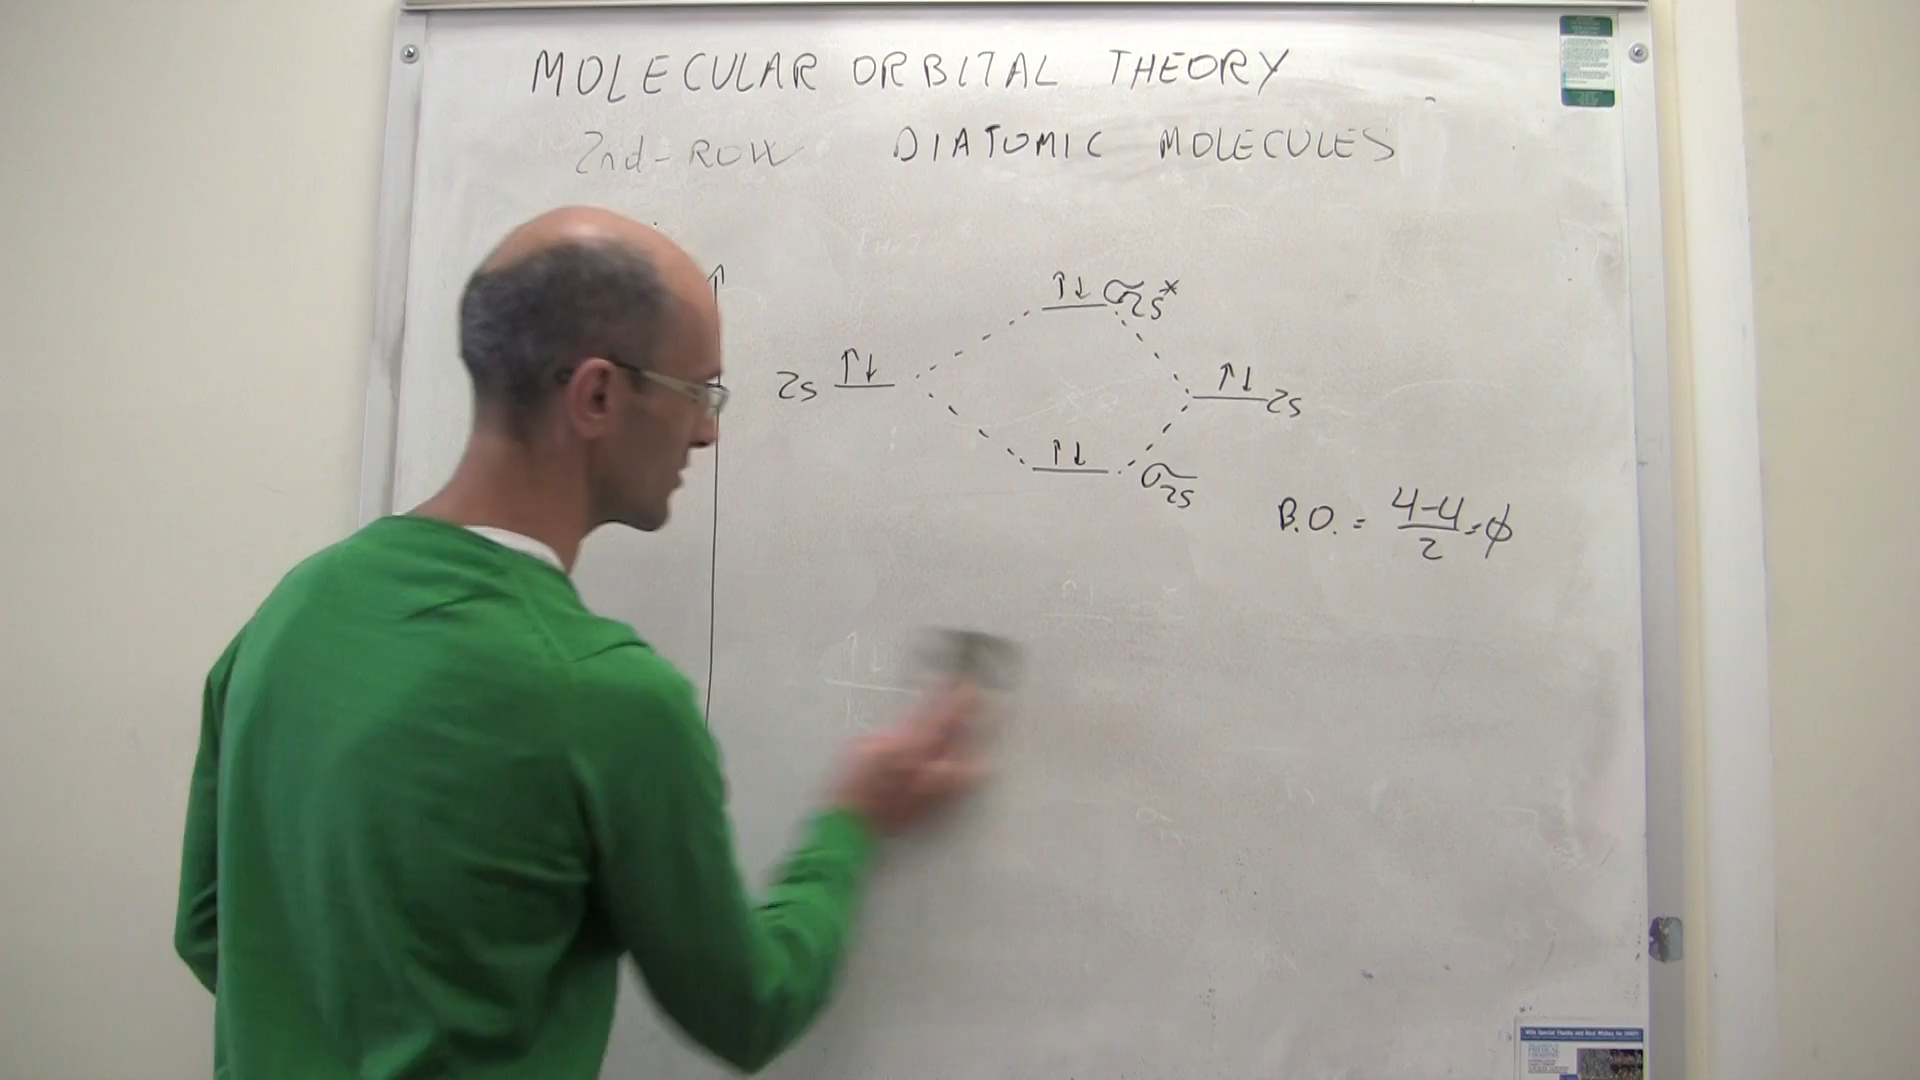 MOLECULAR ORBITAL THEORY
2nd-ROW DIATOMIC MOLECULES
↑↓ σ2s*
2s ↑↓
↑↓ 2s
↑↓ σ2s
B.O. = 4-4/2 = ϕ